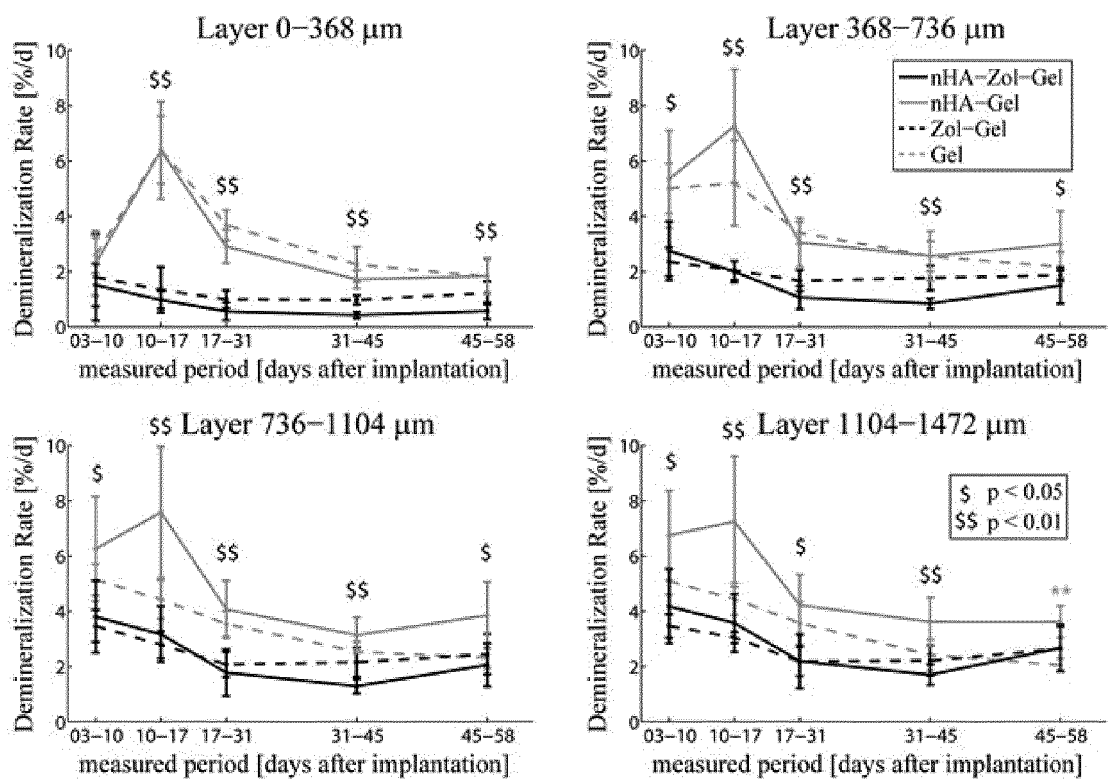 Layer 0−368 µm
Demineralization Rate [%/d]
10
8
6
4
2
0
$$
$$
$$
$$
03−10 10−17 17−31 31−45 45−58
measured period [days after implantation]
Layer 368−736 µm
Demineralization Rate [%/d]
10
8
6
4
2
0
$
$$
$$
$$
$
nHA−Zol−Gel
nHA−Gel
Zol−Gel
Gel
03−10 10−17 17−31 31−45 45−58
measured period [days after implantation]
Layer 736−1104 µm
Demineralization Rate [%/d]
10
8
6
4
2
0
$
$$
$$
$$
$
03−10 10−17 17−31 31−45 45−58
measured period [days after implantation]
Layer 1104−1472 µm
Demineralization Rate [%/d]
10
8
6
4
2
0
$
$$
$
$$
**
$ p < 0.05
$$ p < 0.01
03−10 10−17 17−31 31−45 45−58
measured period [days after implantation]